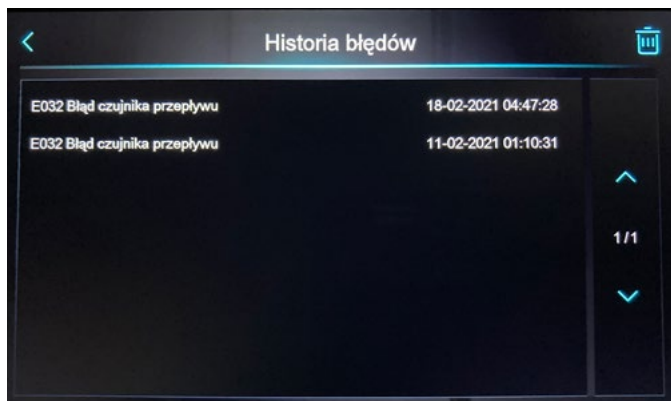 Historia błędów
E032 Błąd czujnika przepływu 18-02-2021 04:47:28
E032 Błąd czujnika przepływu 11-02-2021 01:10:31
1/1